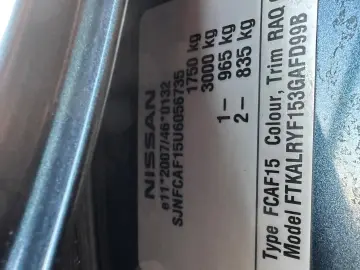 NISSAN
e11*2007/46*0132
SJNFCAF15U6056735
1750 kg
3000 kg
1– 965 kg
2– 835 kg
Type FCAF15 Colour, Trim RAQ
Model FTKALRYF153GAFD99B